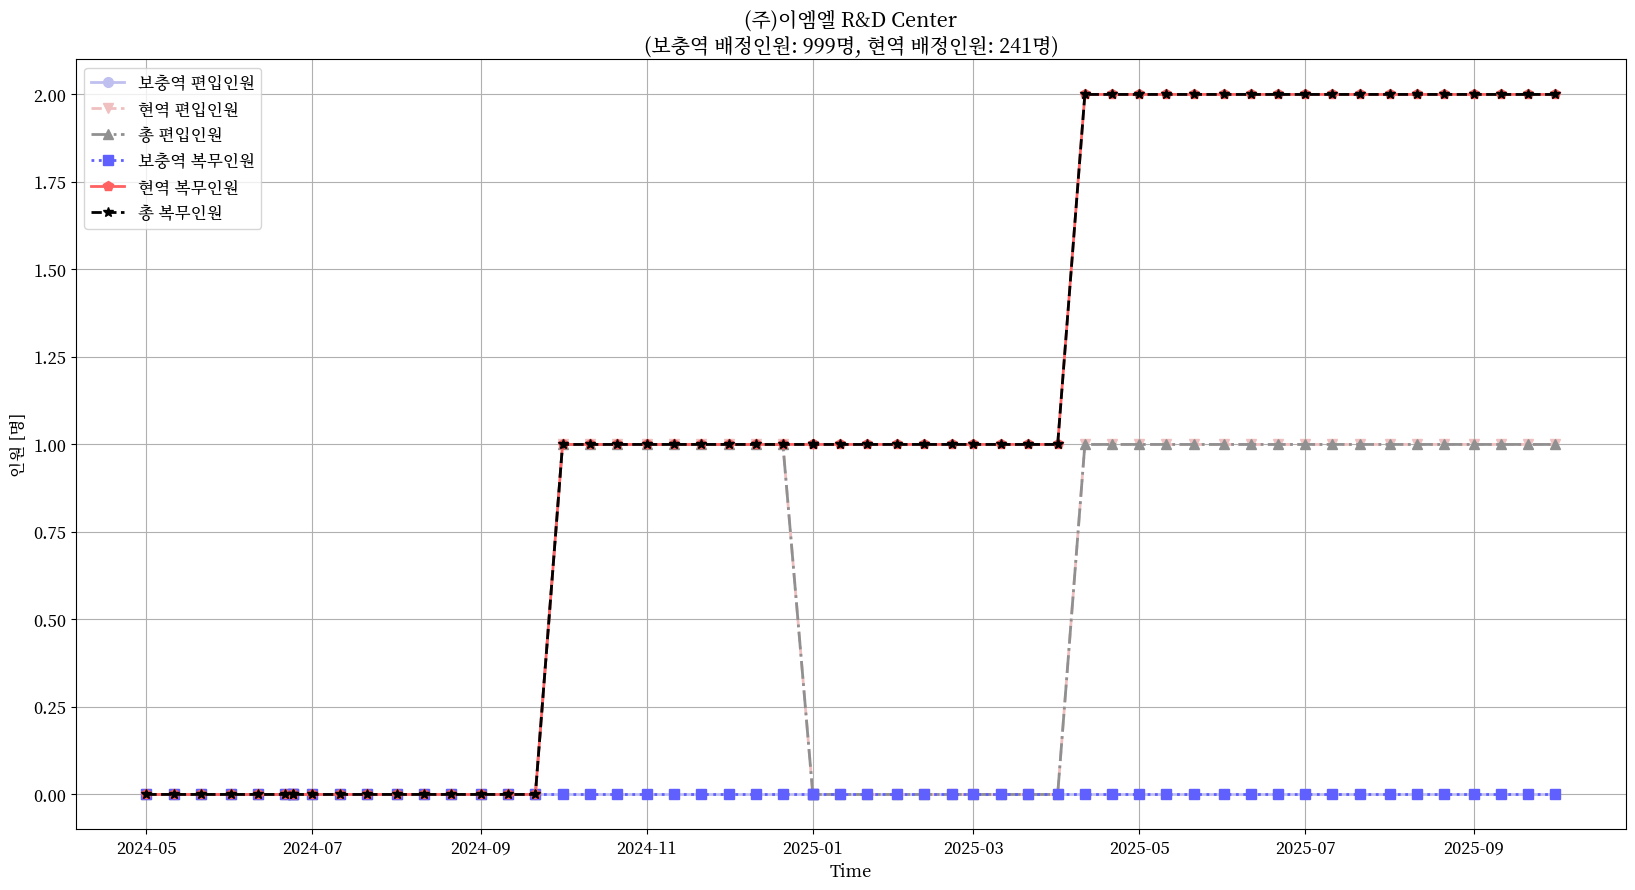 (주)이엠엘 R&D Center
(보충역 배정인원: 999명, 현역 배정인원: 241명)
보충역 편입인원
현역 편입인원
총 편입인원
보충역 복무인원
현역 복무인원
총 복무인원
2.00
1.75
1.50
1.25
1.00
0.75
0.50
0.25
0.00
인원 [명]
2024-05 2024-07 2024-09 2024-11 2025-01 2025-03 2025-05 2025-07 2025-09
Time